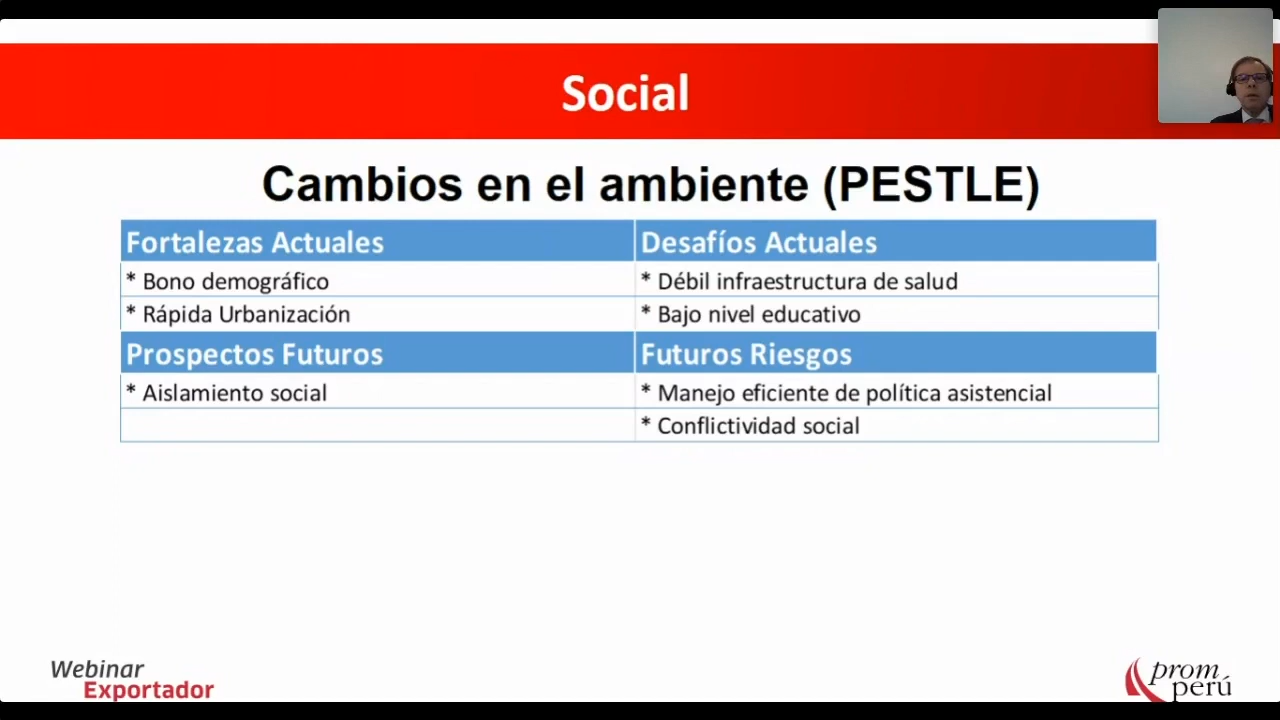 Social
Cambios en el ambiente (PESTLE)
Fortalezas Actuales
Desafíos Actuales
* Bono demográfico
* Débil infraestructura de salud
* Rápida Urbanización
* Bajo nivel educativo
Prospectos Futuros
Futuros Riesgos
* Aislamiento social
* Manejo eficiente de política asistencial
* Conflictividad social
Webinar
Exportador
prom
perú